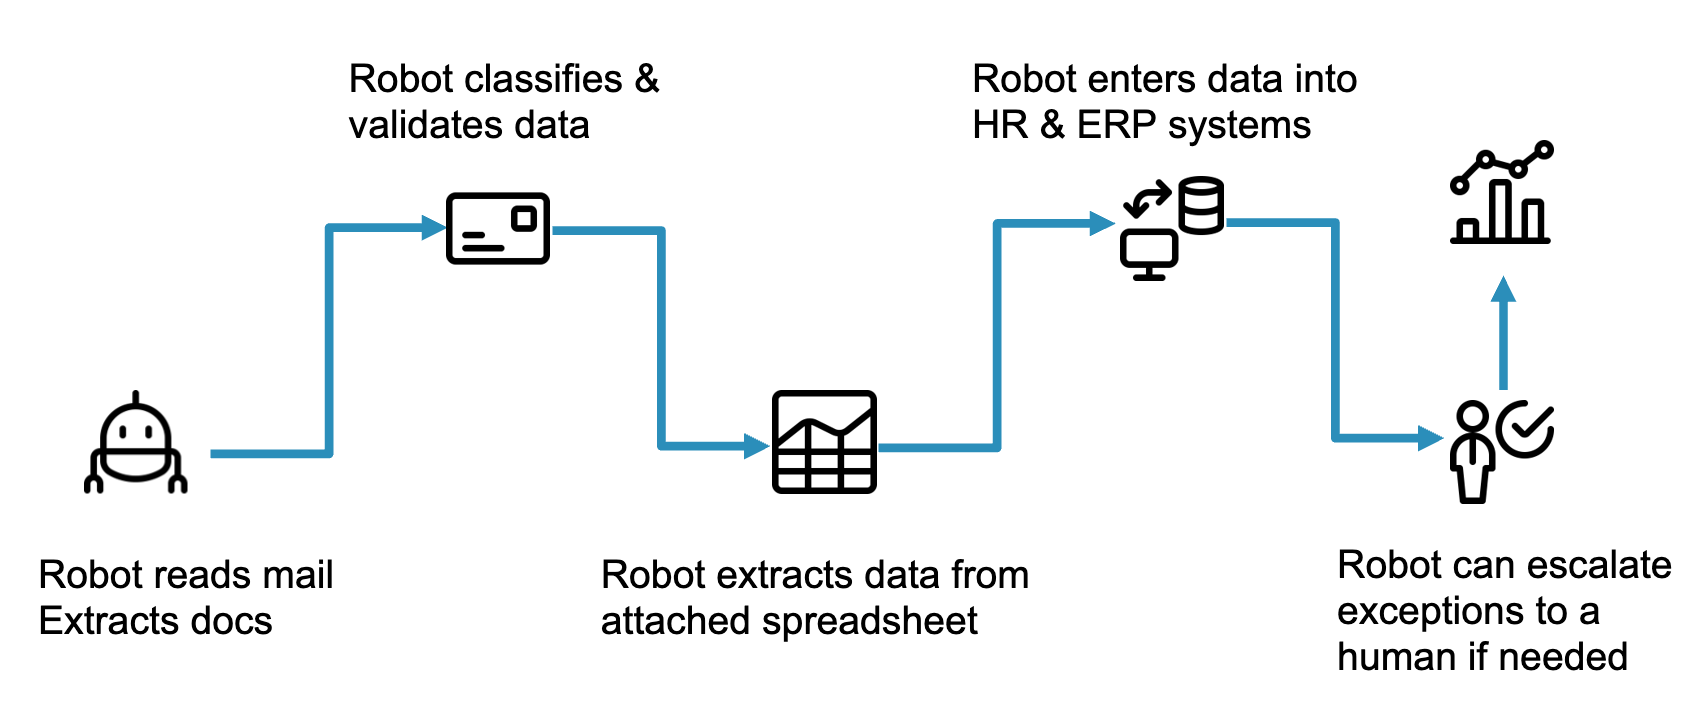 Robot reads mail
Extracts docs
Robot classifies &
validates data
Robot extracts data from
attached spreadsheet
Robot enters data into
HR & ERP systems
Robot can escalate
exceptions to a
human if needed